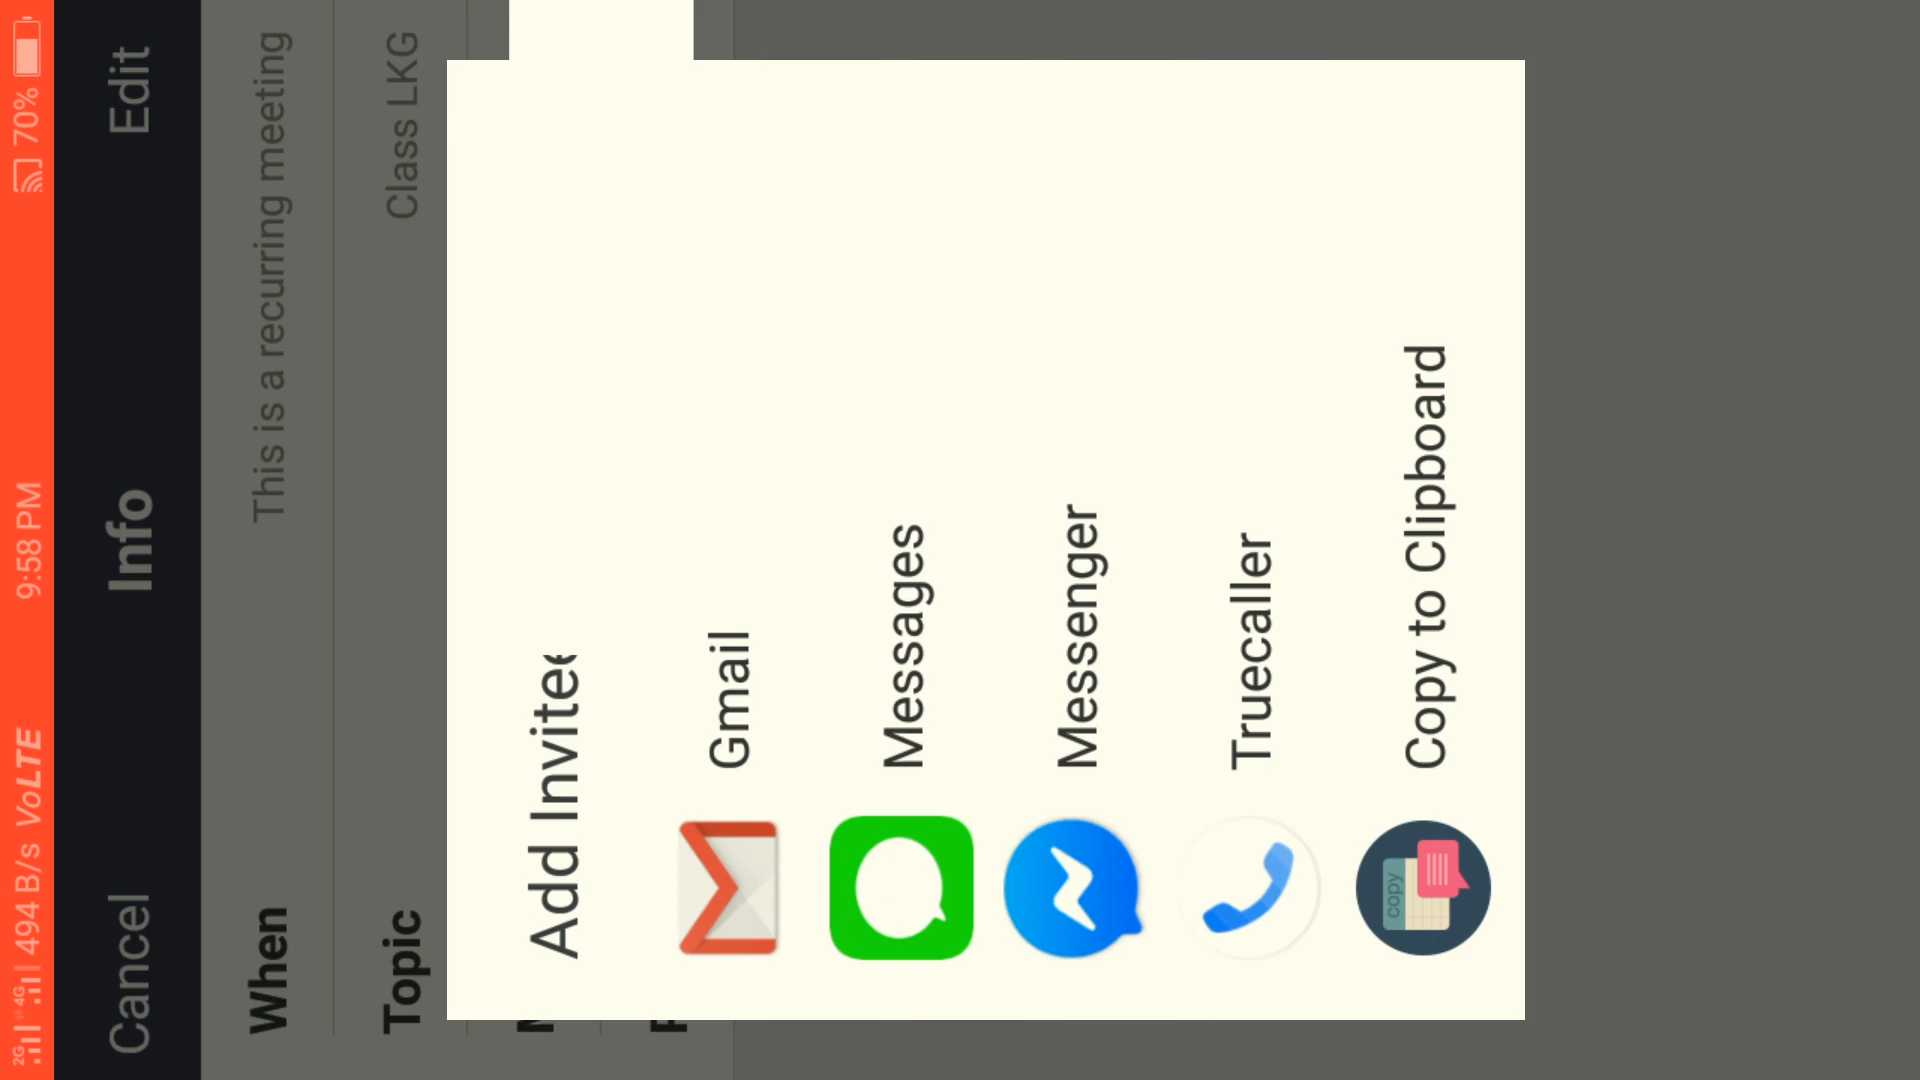 2G 4G 494 B/s VoLTE 9:58 PM 70%
Cancel Info Edit
When This is a recurring meeting
Topic Class LKG
Add
Gmail
Messages
Messenger
Truecaller
copy Copy to Clipboard